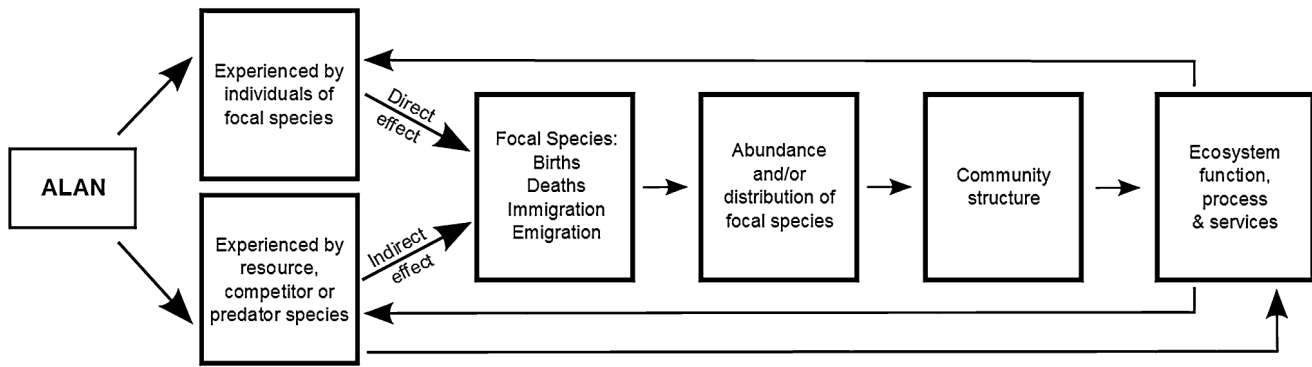 ALAN
Experienced by
individuals of
focal species
Experienced by
resource,
competitor or
predator species
Direct
effect
Indirect
effect
Focal Species:
Births
Deaths
Immigration
Emigration
Abundance
and/or
distribution of
focal species
Community
structure
Ecosystem
function,
process
& services